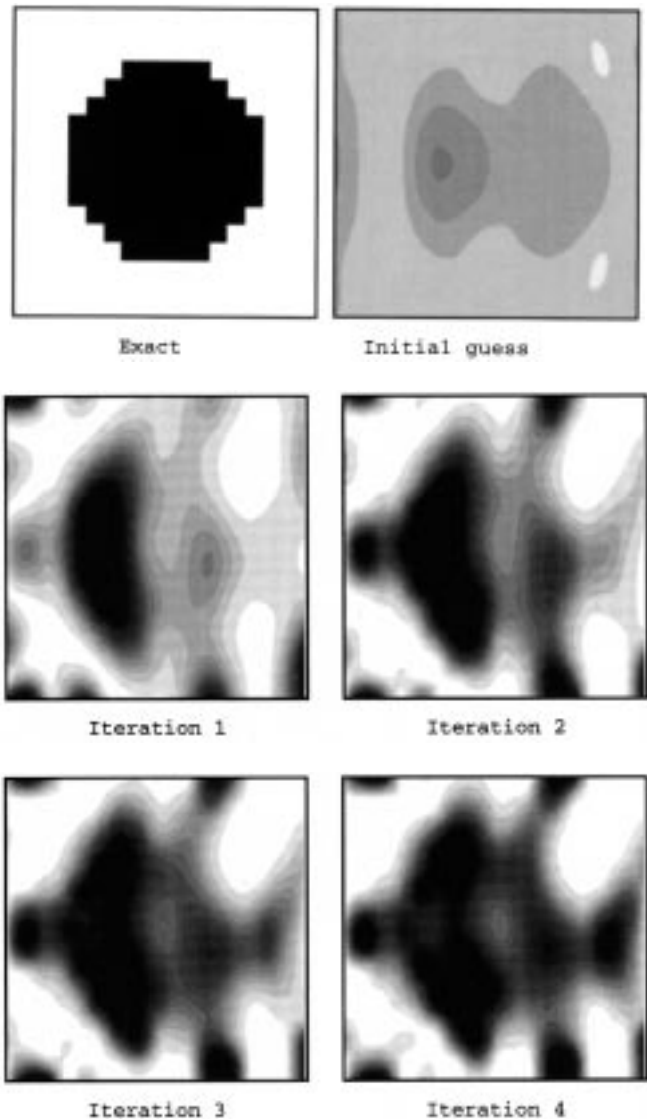 Exact
Initial guess
Iteration 1
Iteration 2
Iteration 3
Iteration 4